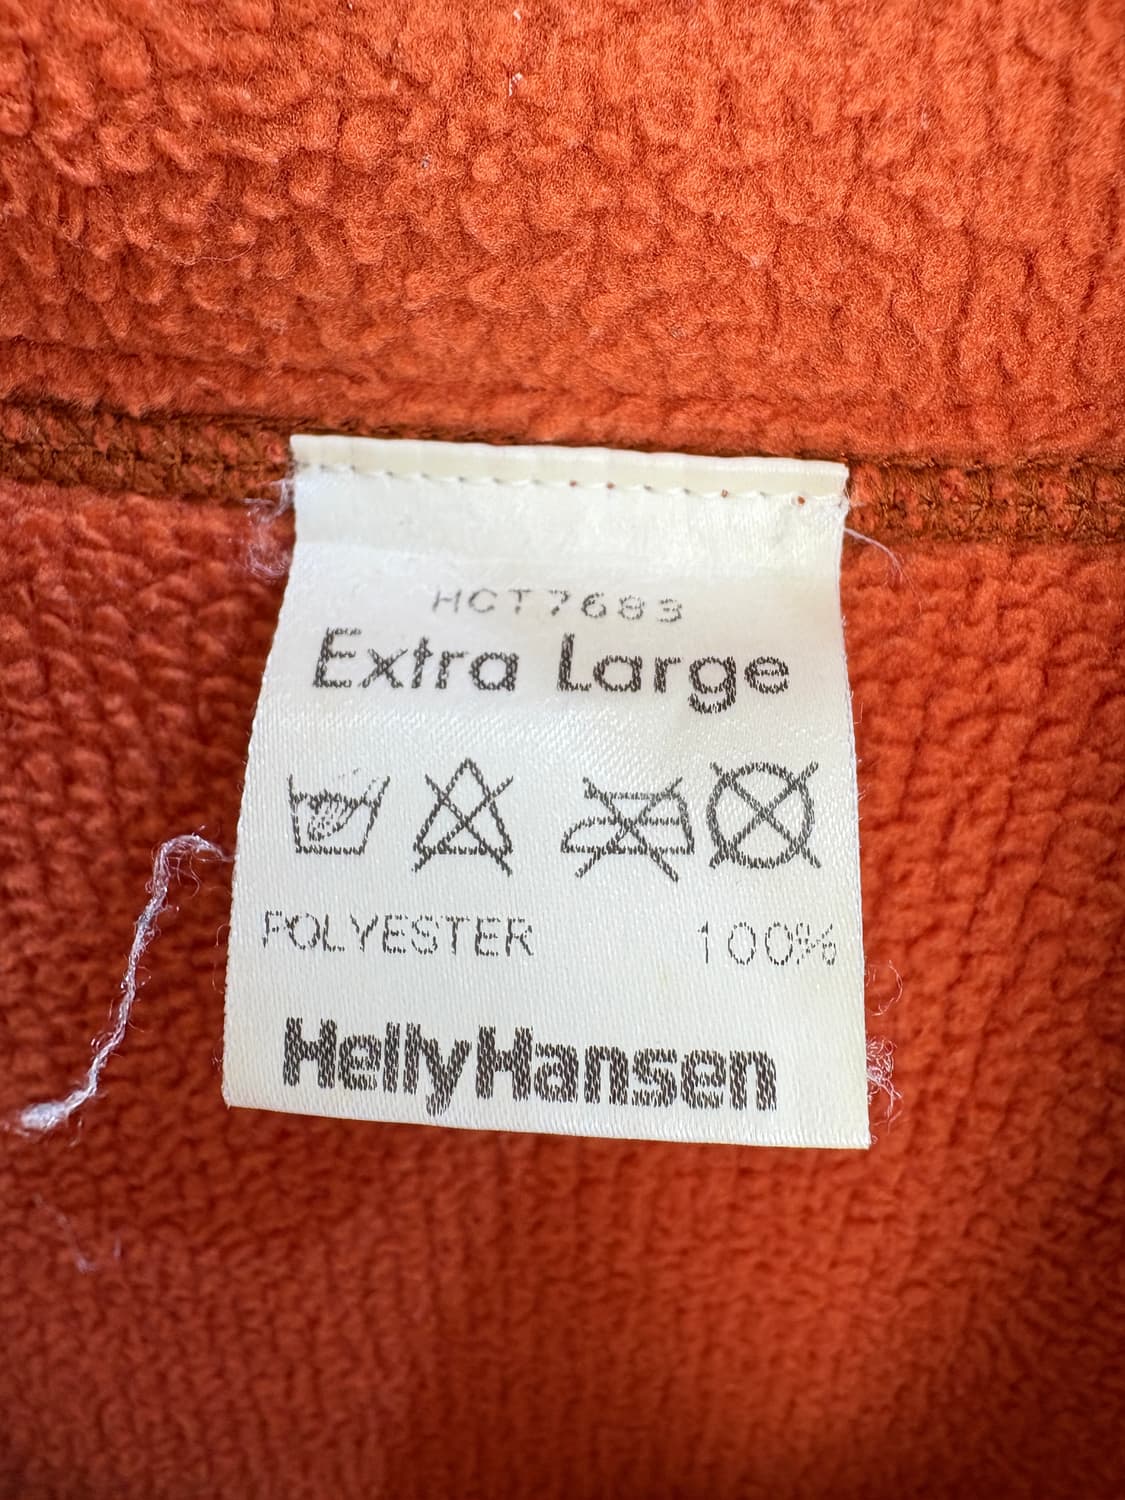 HCT7683
Extra Large
POLYESTER 100%
HellyHansen